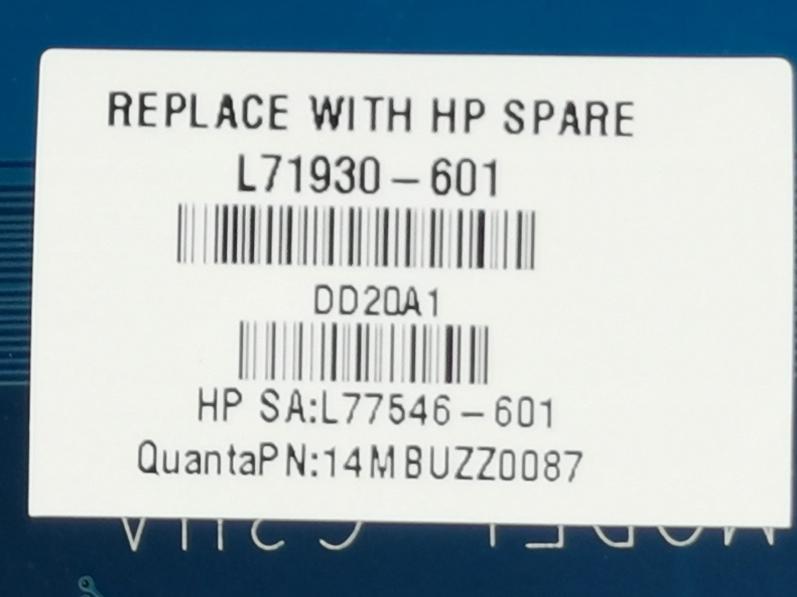 REPLACE WITH HP SPARE
L71930-601
DD20A1
HP SA:L77546-601
QuantaPN:14MBUZZ0087